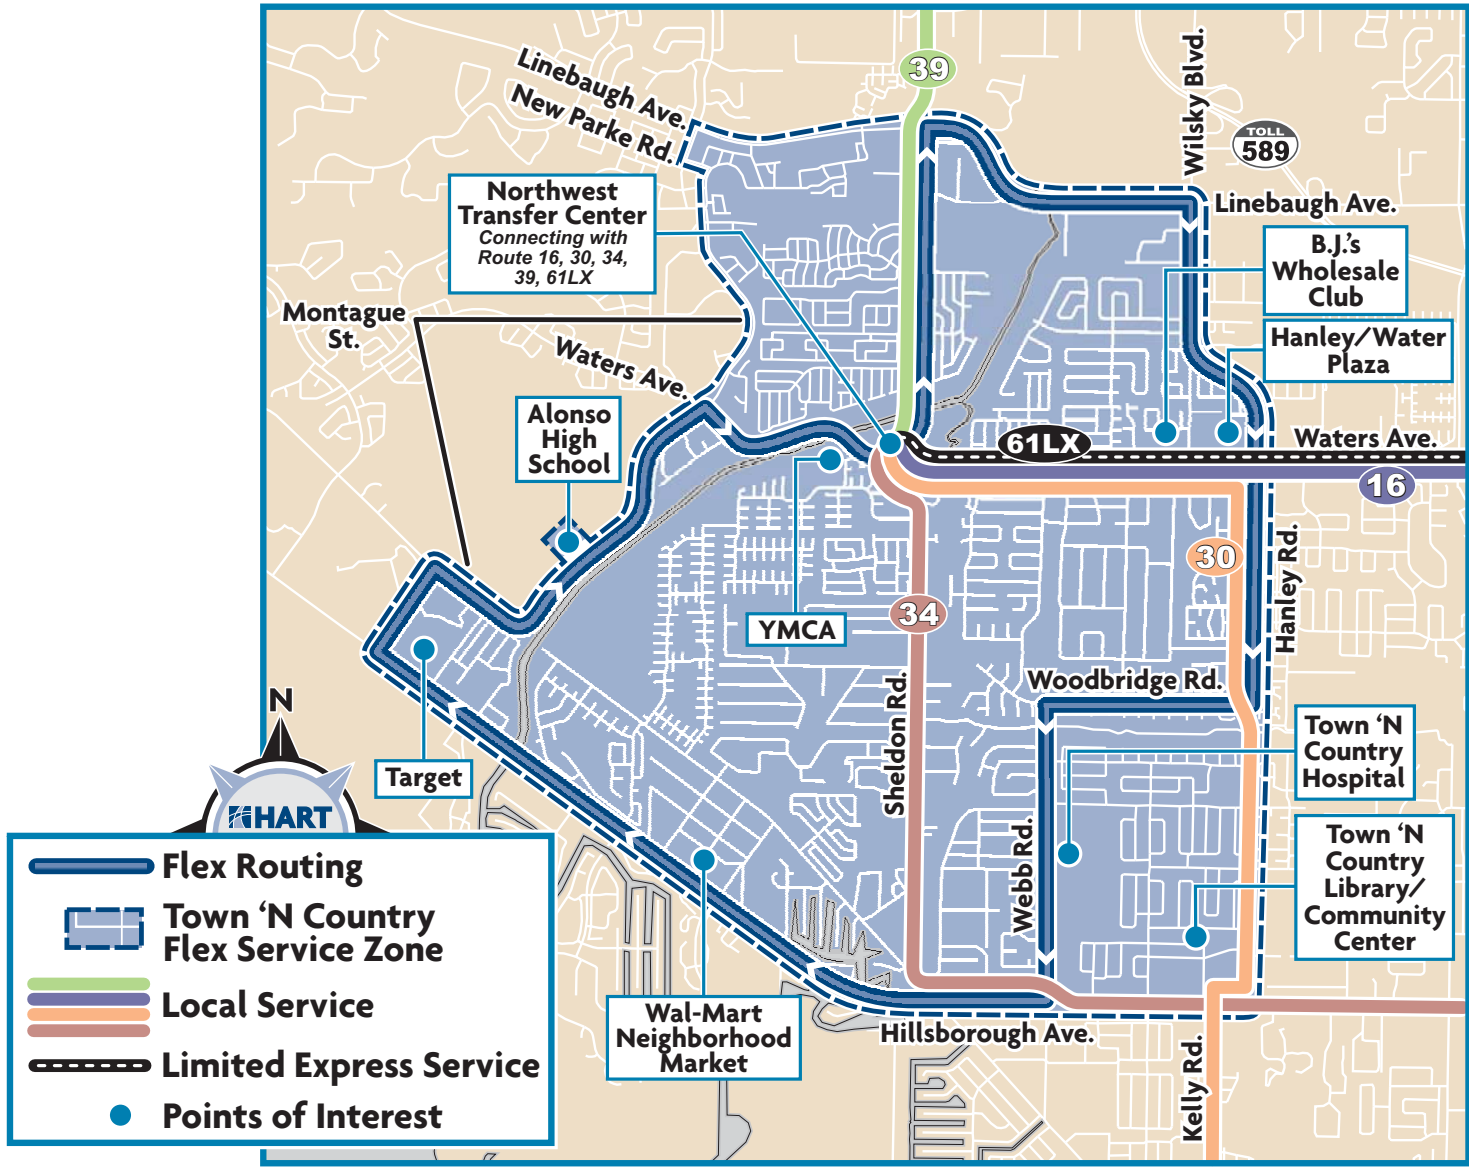 39
Linebaugh Ave.
New Parke Rd.
Wilsky Blvd.
TOLL
589
Northwest
Transfer Center
Connecting with
Route 16, 30, 34,
39, 61LX
Linebaugh Ave.
B.J.'s
Wholesale
Club
Montague
St.
Waters Ave.
Hanley/Water
Plaza
Alonso
High
School
61LX
Waters Ave.
16
30
Hanley Rd.
34
YMCA
Woodbridge Rd.
Sheldon Rd.
N
Town ‘N
Country
Hospital
Target
HART
Webb Rd.
Town ‘N
Country
Library/
Community
Center
Flex Routing
Town ‘N Country
Flex Service Zone
Local Service
Limited Express Service
Points of Interest
Wal-Mart
Neighborhood
Market
Hillsborough Ave.
Kelly Rd.